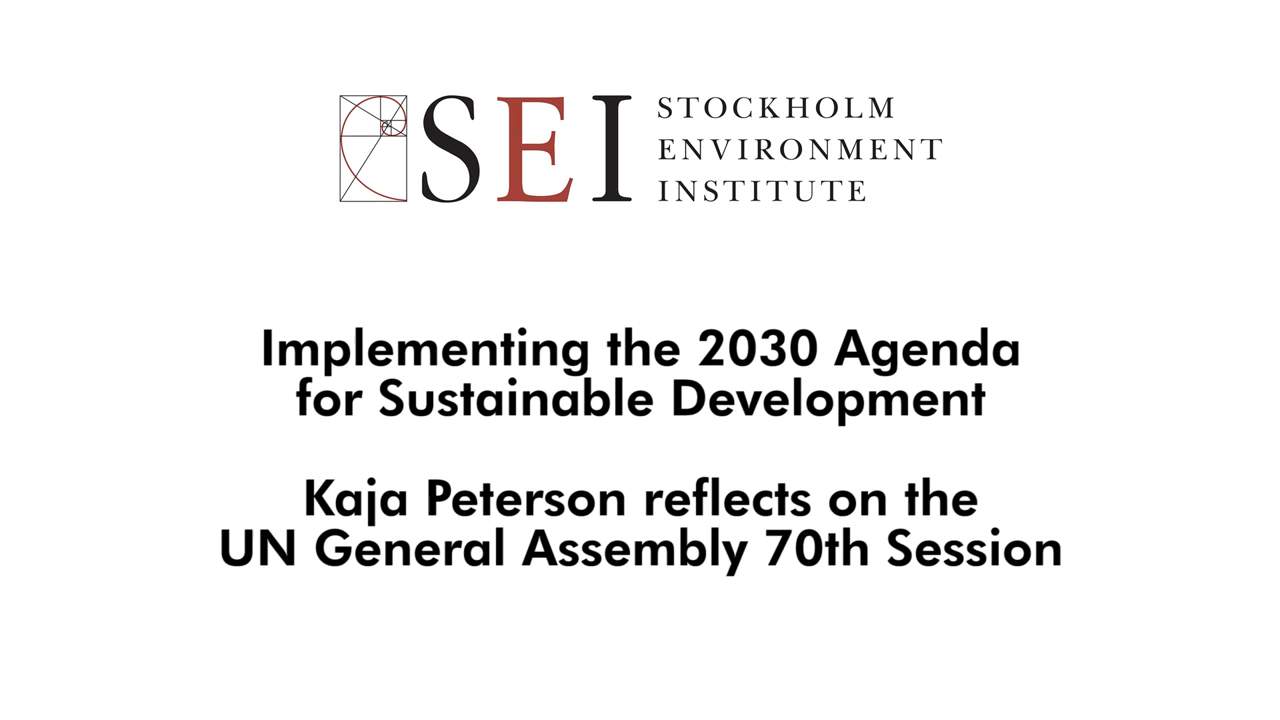 SEI
STOCKHOLM
ENVIRONMENT
INSTITUTE
Implementing the 2030 Agenda
for Sustainable Development
Kaja Peterson reflects on the
UN General Assembly 70th Session